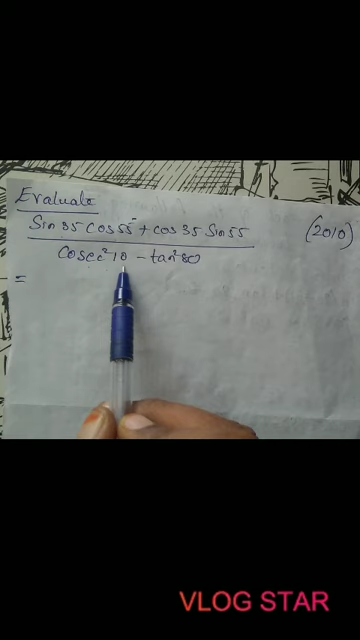 Evaluate
Sin 35 Cos 55 + cos 35 Sin 55 (2010)
Cosec² 10 - tan² 80
=
VLOG STAR